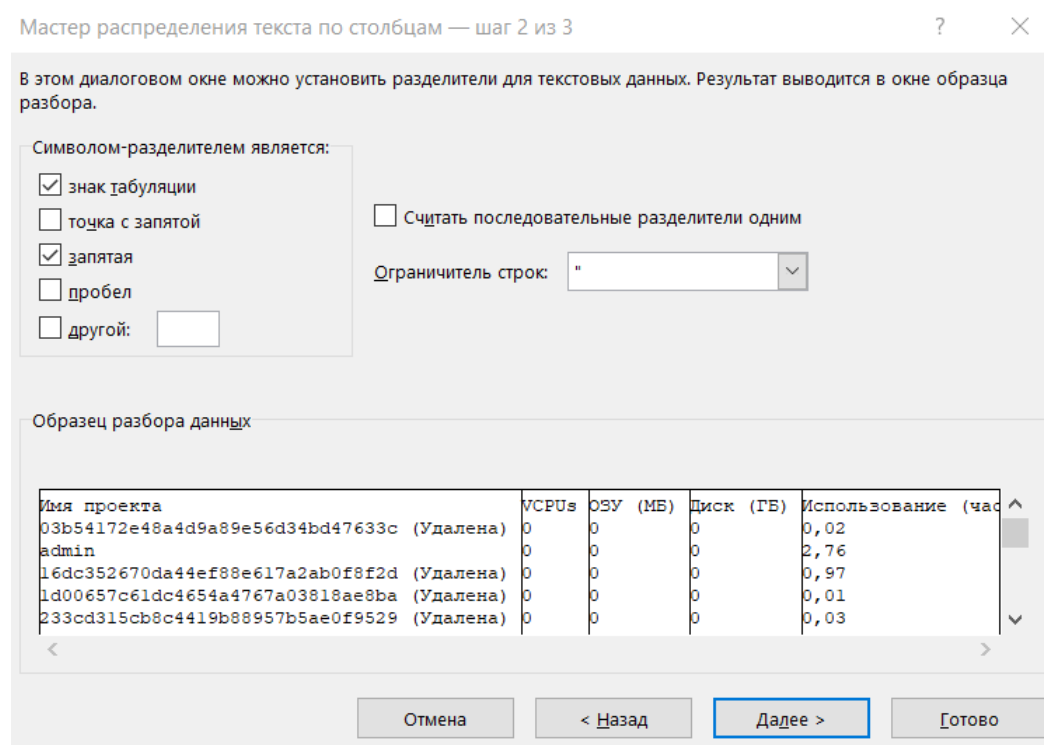 Мастер распределения текста по столбцам — шаг 2 из 3 ?
В этом диалоговом окне можно установить разделители для текстовых данных. Результат выводится в окне образца
разбора.
Символом-разделителем является:
знак табуляции
точка с запятой
запятая
пробел
другой:
Считать последовательные разделители одним
Ограничитель строк: "
Образец разбора данных
Имя проекта VCPUs ОЗУ (МБ) Диск (ГБ) Использование (час
03b54172e48a4d9a89e56d34bd47633c (Удалена) 0 0 0 0,02
admin 0 0 0 2,76
16dc352670da44ef88e617a2ab0f8f2d (Удалена) 0 0 0 0,97
1d00657c61dc4654a4767a03818ae8ba (Удалена) 0 0 0 0,01
233cd315cb8c4419b88957b5ae0f9529 (Удалена) 0 0 0 0,03
Отмена < Назад Далее > Готово